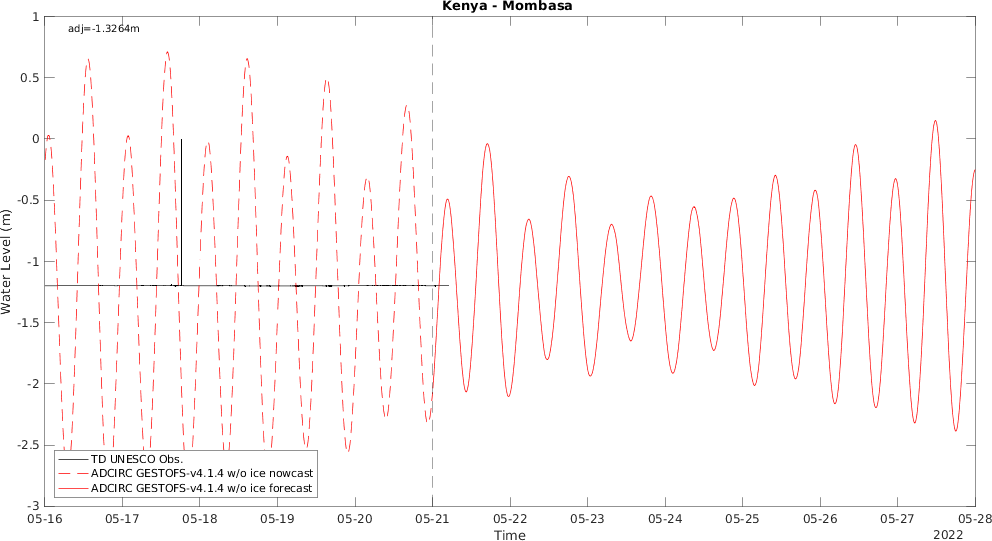 Kenya - Mombasa
adj=-1.3264m
Water Level (m)
1
0.5
0
-0.5
-1
-1.5
-2
-2.5
-3
TD UNESCO Obs.
ADCIRC GESTOFS-v4.1.4 w/o ice nowcast
ADCIRC GESTOFS-v4.1.4 w/o ice forecast
05-16 05-17 05-18 05-19 05-20 05-21 05-22 05-23 05-24 05-25 05-26 05-27 05-28
Time
2022